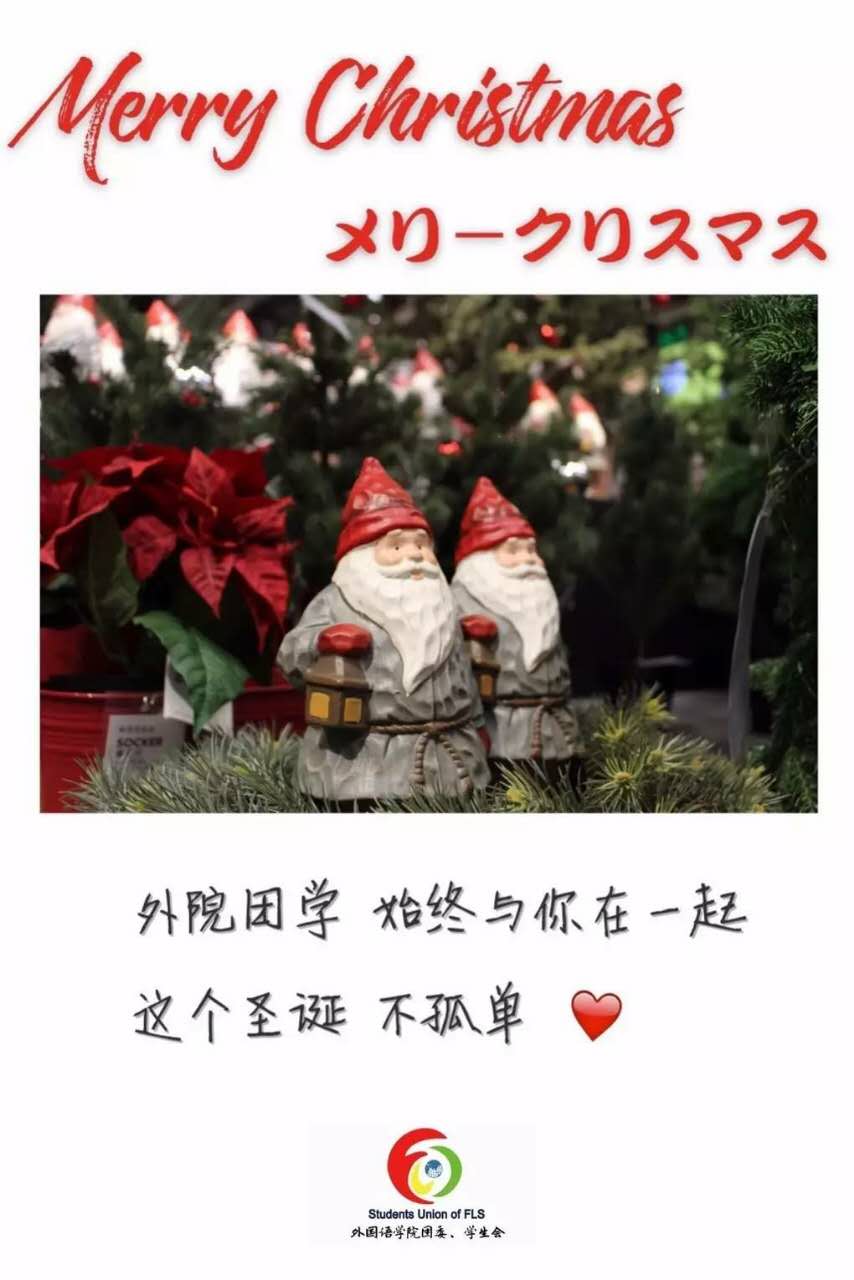 Merry Christmas
メリークリスマス
SOCKER
外院团学 始终与你在一起
这个圣诞 不孤单 ❤️
Students Union of FLS
外国语学院团委、学生会